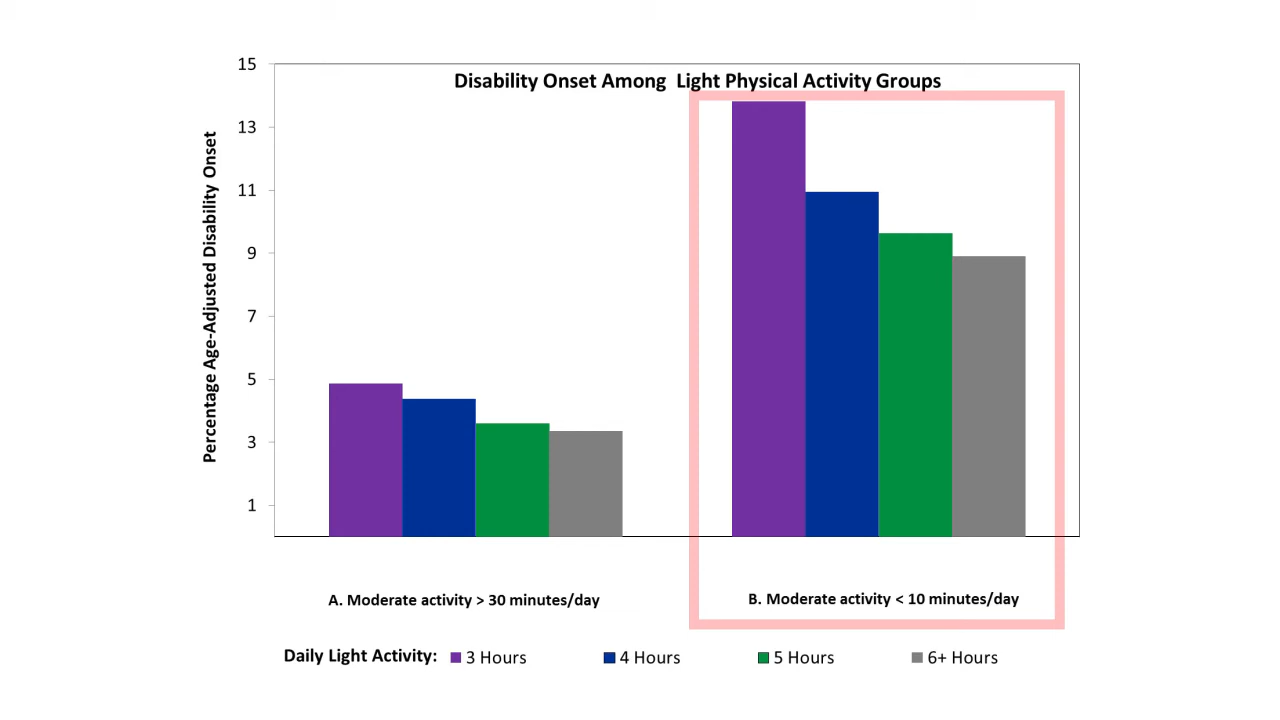 Disability Onset Among Light Physical Activity Groups
Percentage Age-Adjusted Disability Onset
15
13
11
9
7
5
3
1
A. Moderate activity > 30 minutes/day
B. Moderate activity < 10 minutes/day
Daily Light Activity: 3 Hours 4 Hours 5 Hours 6+ Hours